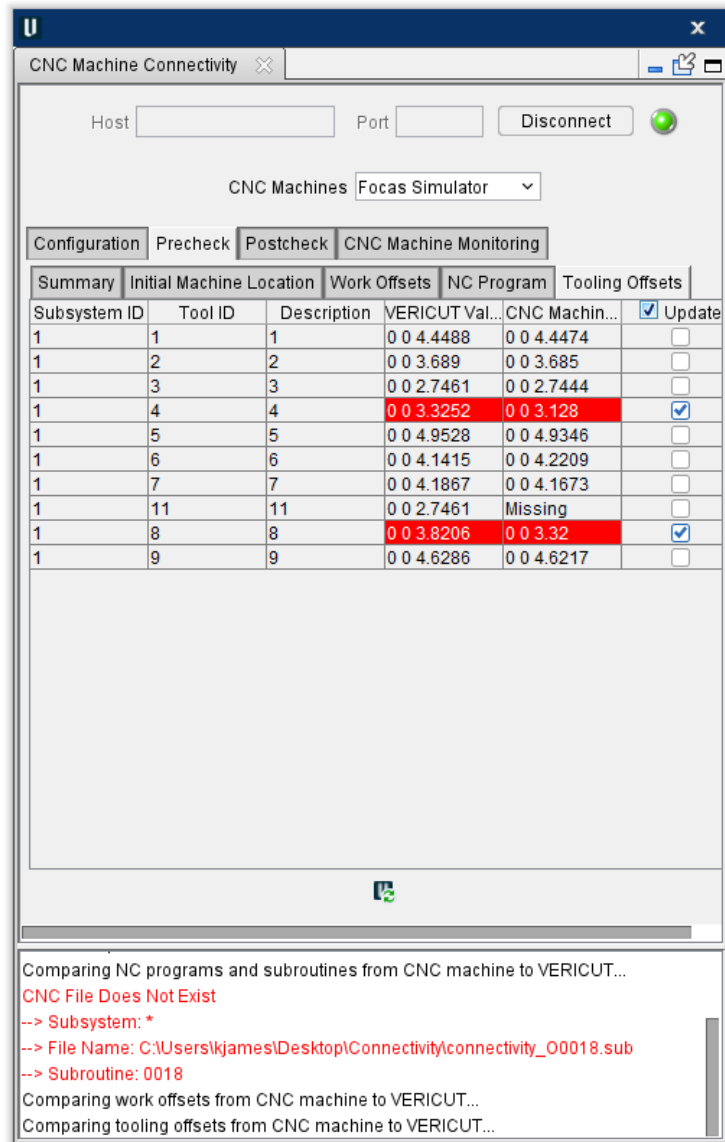 CNC Machine Connectivity
Host Port Disconnect
CNC Machines Focas Simulator
Configuration Precheck Postcheck CNC Machine Monitoring
Summary Initial Machine Location Work Offsets NC Program Tooling Offsets
Subsystem ID Tool ID Description VERICUT Val... CNC Machin... Update
1 1 1 0 0 4.4488 0 0 4.4474
1 2 2 0 0 3.689 0 0 3.685
1 3 3 0 0 2.7461 0 0 2.7444
1 4 4 0 0 3.3252 0 0 3.128
1 5 5 0 0 4.9528 0 0 4.9346
1 6 6 0 0 4.1415 0 0 4.2209
1 7 7 0 0 4.1867 0 0 4.1673
1 11 11 0 0 2.7461 Missing
1 8 8 0 0 3.8206 0 0 3.32
1 9 9 0 0 4.6286 0 0 4.6217
Comparing NC programs and subroutines from CNC machine to VERICUT...
CNC File Does Not Exist
--> Subsystem: *
--> File Name: C:\Users\kjames\Desktop\Connectivity\connectivity_O0018.sub
--> Subroutine: 0018
Comparing work offsets from CNC machine to VERICUT...
Comparing tooling offsets from CNC machine to VERICUT...